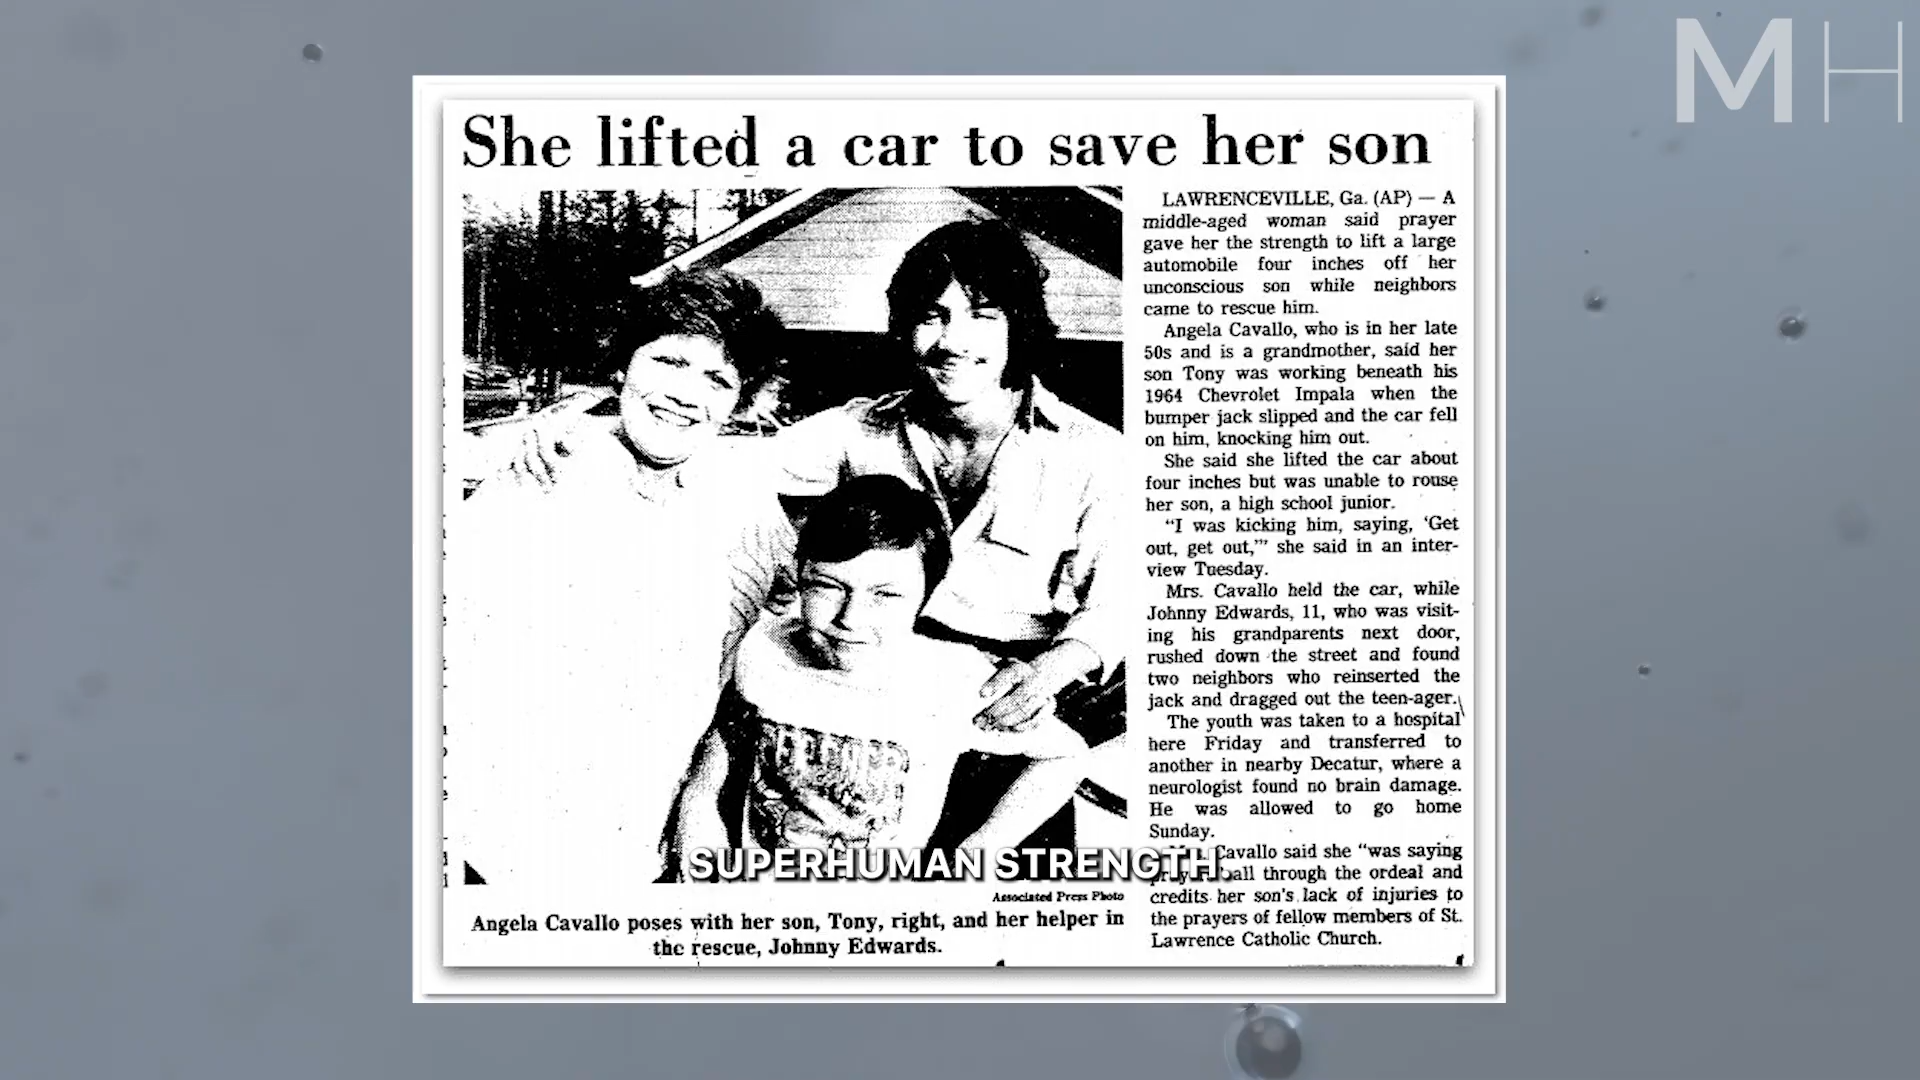 MH
She lifted a car to save her son
LAWRENCEVILLE, Ga. (AP) — A
middle-aged woman said prayer
gave her the strength to lift a large
automobile four inches off her
unconscious son while neighbors
came to rescue him.
Angela Cavallo, who is in her late
50s and is a grandmother, said her
son Tony was working beneath his
1964 Chevrolet Impala when the
bumper jack slipped and the car fell
on him, knocking him out.
She said she lifted the car about
four inches but was unable to rouse
her son, a high school junior.
“I was kicking him, saying, ‘Get
out, get out,’” she said in an inter-
view Tuesday.
Mrs. Cavallo held the car, while
Johnny Edwards, 11, who was visit-
ing his grandparents next door,
rushed down the street and found
two neighbors who reinserted the
jack and dragged out the teen-ager.
The youth was taken to a hospital
here Friday and transferred to
another in nearby Decatur, where a
neurologist found no brain damage.
He was allowed to go home
Sunday.
Cavallo said she “was saying
all through the ordeal and
credits her son's lack of injuries to
the prayers of fellow members of St.
Lawrence Catholic Church.
SUPERHUMAN STRENGTH.
Associated Press Photo
Angela Cavallo poses with her son, Tony, right, and her helper in
the rescue, Johnny Edwards.